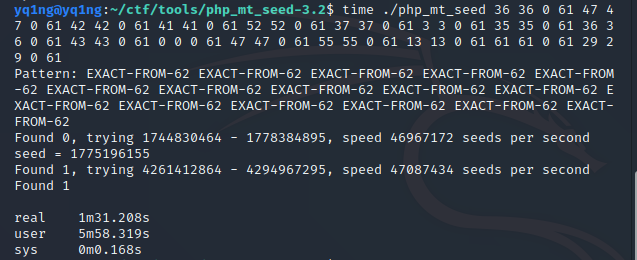 yq1ng@yq1ng:~/ctf/tools/php_mt_seed-3.2$ time ./php_mt_seed 36 36 0 61 47 4
7 0 61 42 42 0 61 41 41 0 61 52 52 0 61 37 37 0 61 3 3 0 61 35 35 0 61 36 3
6 0 61 43 43 0 61 0 0 0 61 47 47 0 61 55 55 0 61 13 13 0 61 61 61 0 61 29 2
9 0 61
Pattern: EXACT-FROM-62 EXACT-FROM-62 EXACT-FROM-62 EXACT-FROM-62 EXACT-FROM
-62 EXACT-FROM-62 EXACT-FROM-62 EXACT-FROM-62 EXACT-FROM-62 EXACT-FROM-62 E
XACT-FROM-62 EXACT-FROM-62 EXACT-FROM-62 EXACT-FROM-62 EXACT-FROM-62 EXACT-
FROM-62
Found 0, trying 1744830464 - 1778384895, speed 46967172 seeds per second
seed = 1775196155
Found 1, trying 4261412864 - 4294967295, speed 47087434 seeds per second
Found 1
real 1m31.208s
user 5m58.319s
sys 0m0.168s